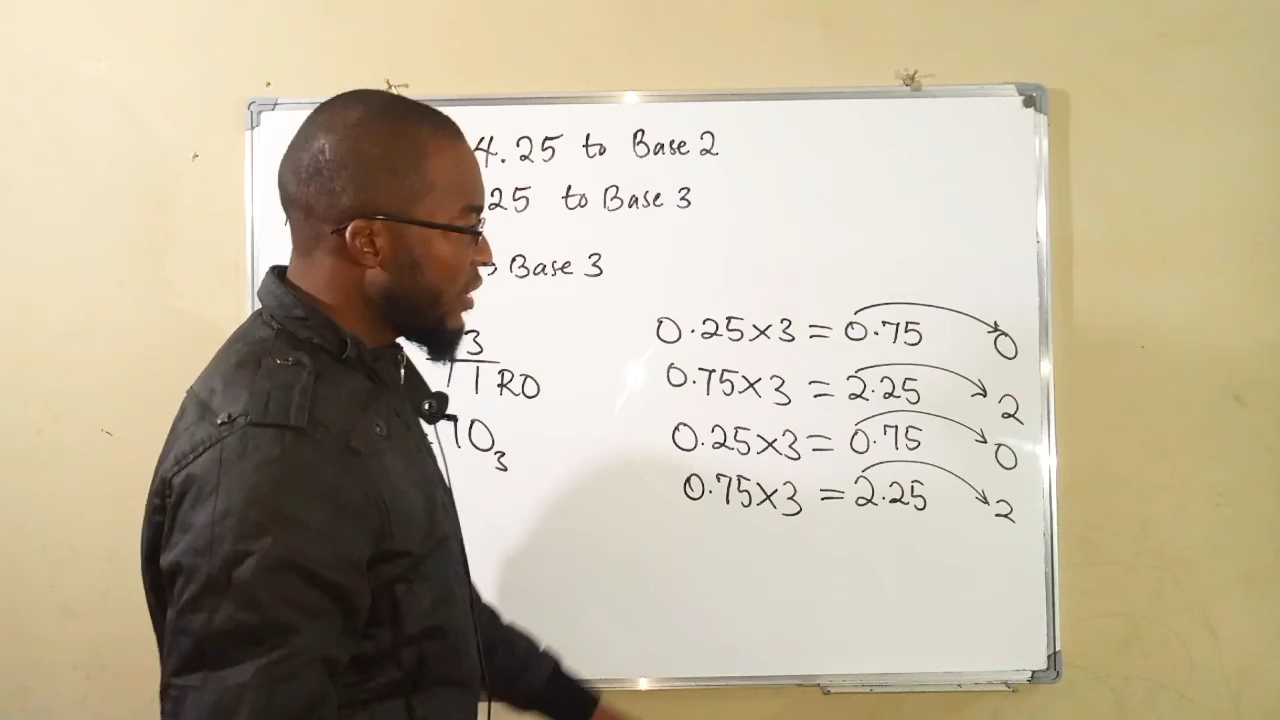 4.25 to Base 2
25 to Base 3
Base 3
3
1 R0
10₃
0.25×3 = 0.75 0
0.75×3 = 2.25 2
0.25×3 = 0.75 0
0.75×3 = 2.25 2